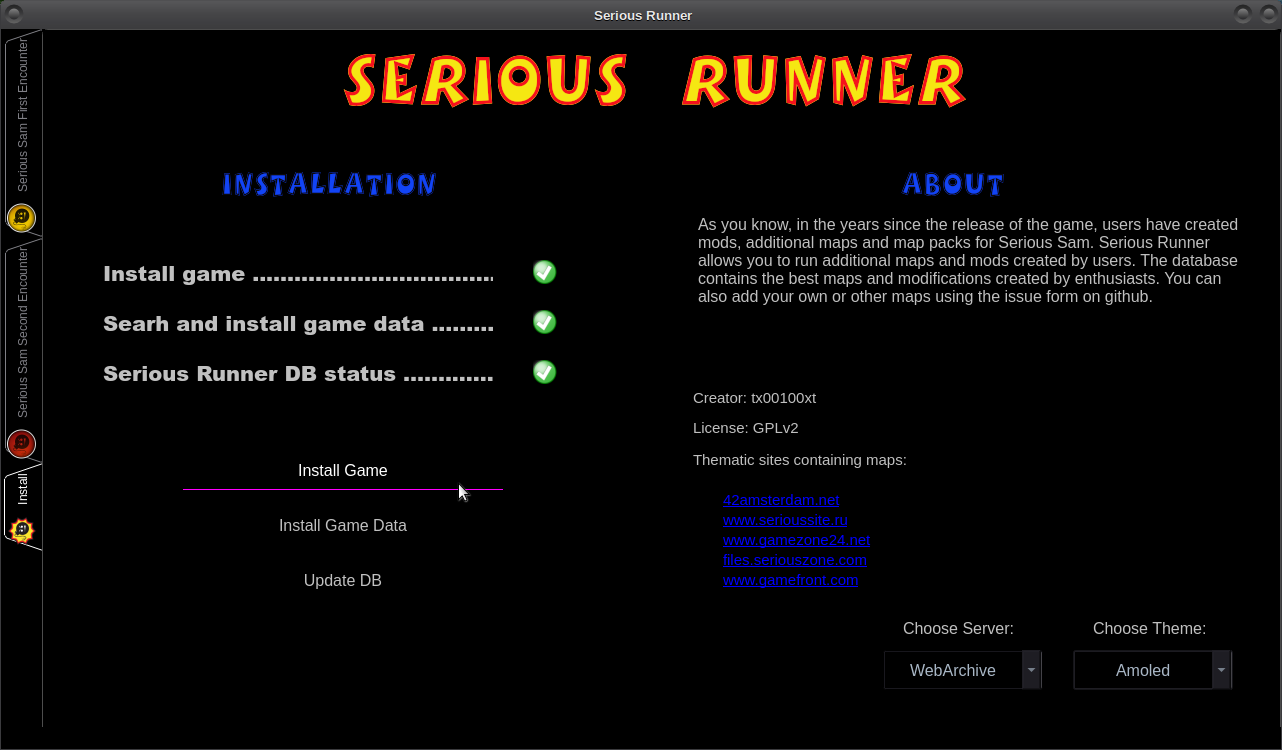 Serious Runner
Serious Sam First Encounter
Serious Sam Second Encounter
Install
SERIOUS RUNNER
INSTALLATION
Install game ..................................
Searh and install game data .........
Serious Runner DB status .............
Install Game
Install Game Data
Update DB
ABOUT
As you know, in the years since the release of the game, users have created
mods, additional maps and map packs for Serious Sam. Serious Runner
allows you to run additional maps and mods created by users. The database
contains the best maps and modifications created by enthusiasts. You can
also add your own or other maps using the issue form on github.
Creator: tx00100xt
License: GPLv2
Thematic sites containing maps:
42amsterdam.net
www.serioussite.ru
www.gamezone24.net
files.seriouszone.com
www.gamefront.com
Choose Server:
Choose Theme:
WebArchive
Amoled